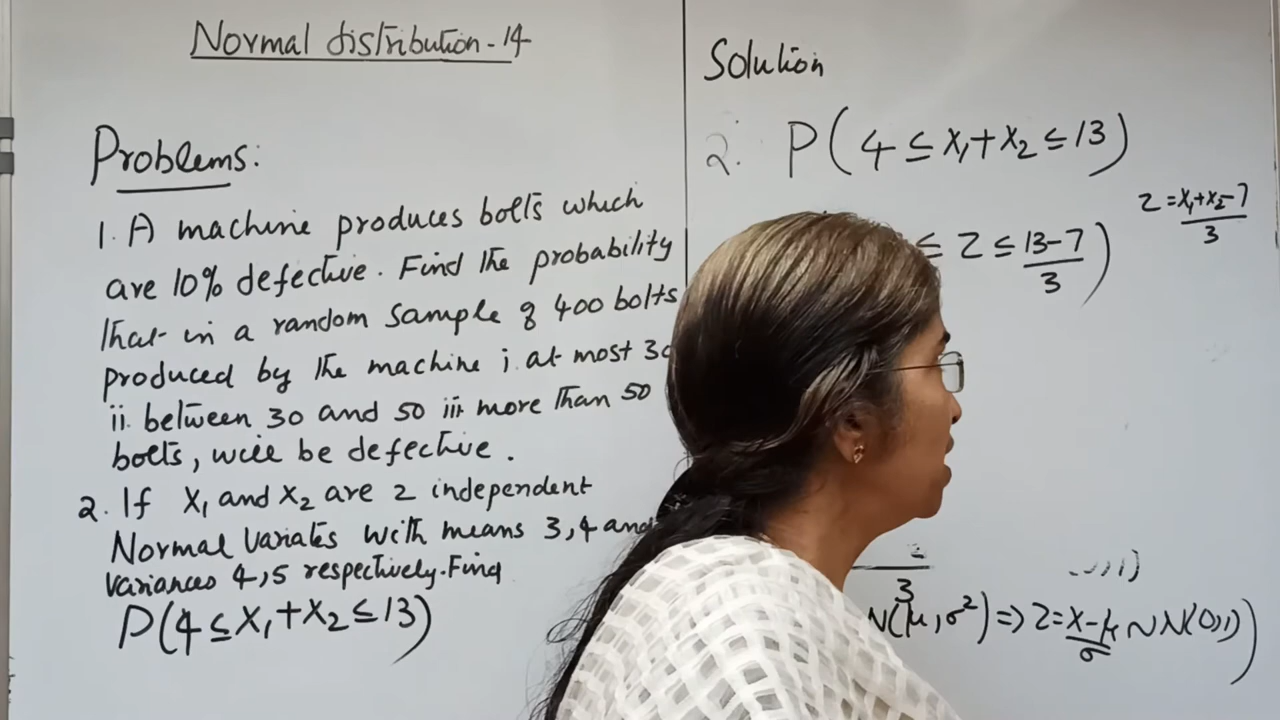 Normal distribution - 14
Problems:
1. A machine produces bolts which
are 10% defective. Find the probability
that in a random sample of 400 bolts
produced by the machine i. at most 30
ii. between 30 and 50 iii more than 50
bolts, will be defective.
2. If X₁ and X₂ are 2 independent
Normal Variates with means 3, 4 and
variances 4, 5 respectively. Find
P(4 ≤ X₁ + X₂ ≤ 13)
Solution
2. P(4 ≤ X₁ + X₂ ≤ 13)
Z = X₁+X₂-7 / 3
≤ Z ≤ 13-7 / 3)
3
N(μ, σ²) => Z = X-μ / σ ~ N(0,1))